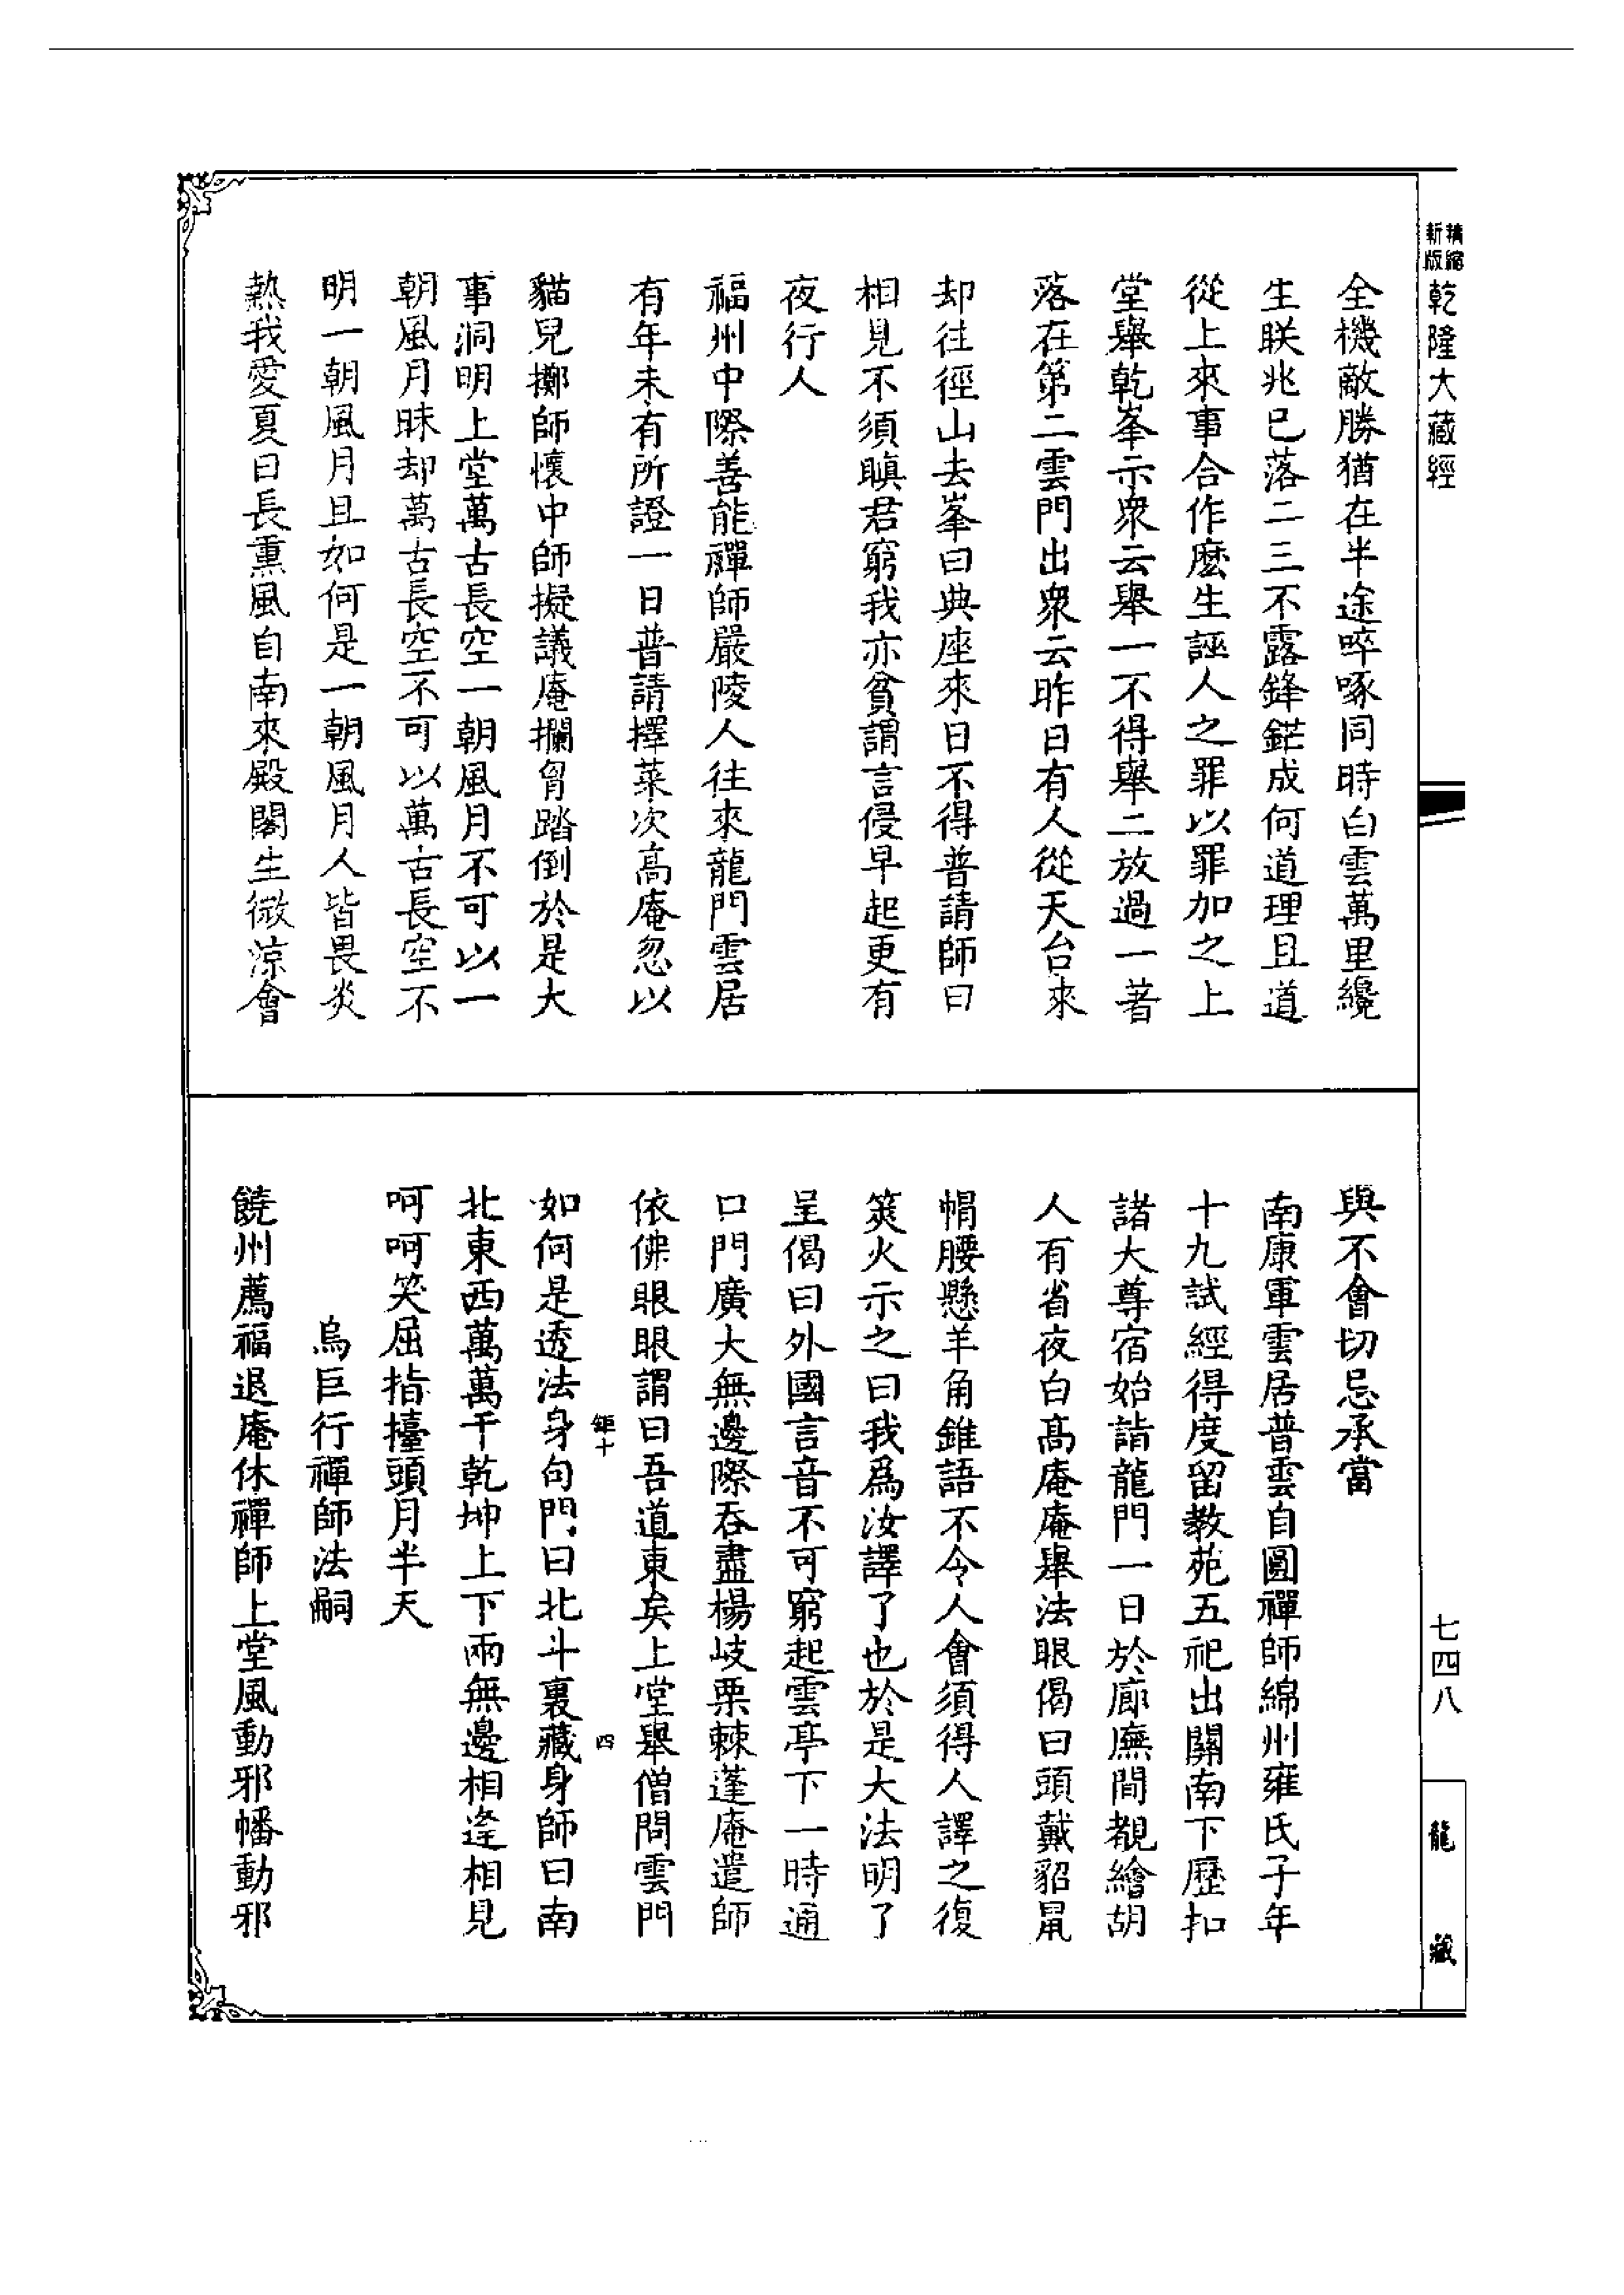 精縮
新版
乾隆大藏經
全機敵勝猶在半途啐啄同時白雲萬里纔
生眹兆已落二三不露鋒鋩成何道理且道
從上來事合作麼生誣人之罪以罪加之上
堂舉乾峯示衆云舉一不得舉二放過一著
落在第二雲門出衆云昨日有人從天台來
却往徑山去峯曰典座來日不得普請師曰
相見不須瞋君窮我亦貧謂言侵早起更有
夜行人
福州中際善能禪師嚴陵人往來龍門雲居
有年未有所證一日普請擇菜次高庵忽以
貓兒擲師懷中師擬議庵攔胷踏倒於是大
事洞明上堂萬古長空一朝風月不可以一
朝風月昧却萬古長空不可以萬古長空不
明一朝風月且如何是一朝風月人皆畏炎
熱我愛夏日長熏風自南來殿閣生微涼會
與不會切忌承當
南康軍雲居普雲自圓禪師綿州雍氏子年
十九試經得度留教苑五祀出關南下歷扣
諸大尊宿始詣龍門一日於廊廡間覩繪胡
人有省夜白高庵庵舉法眼偈曰頭戴貂鼠
帽腰懸羊角錐語不令人會須得人譯之復
筴火示之曰我爲汝譯了也於是大法明了
呈偈曰外國言音不可窮起雲亭下一時通
口門廣大無邊際吞盡楊岐栗棘蓬庵遣師
依佛眼眼謂曰吾道東矣上堂舉僧問雲門
鉅十
四
如何是透法身句門曰北斗裏藏身師曰南
北東西萬萬千乾坤上下兩無邊相逢相見
呵呵笑屈指擡頭月半天
烏巨行禪師法嗣
饒州薦福退庵休禪師上堂風動邪幡動邪
七四八
龍藏